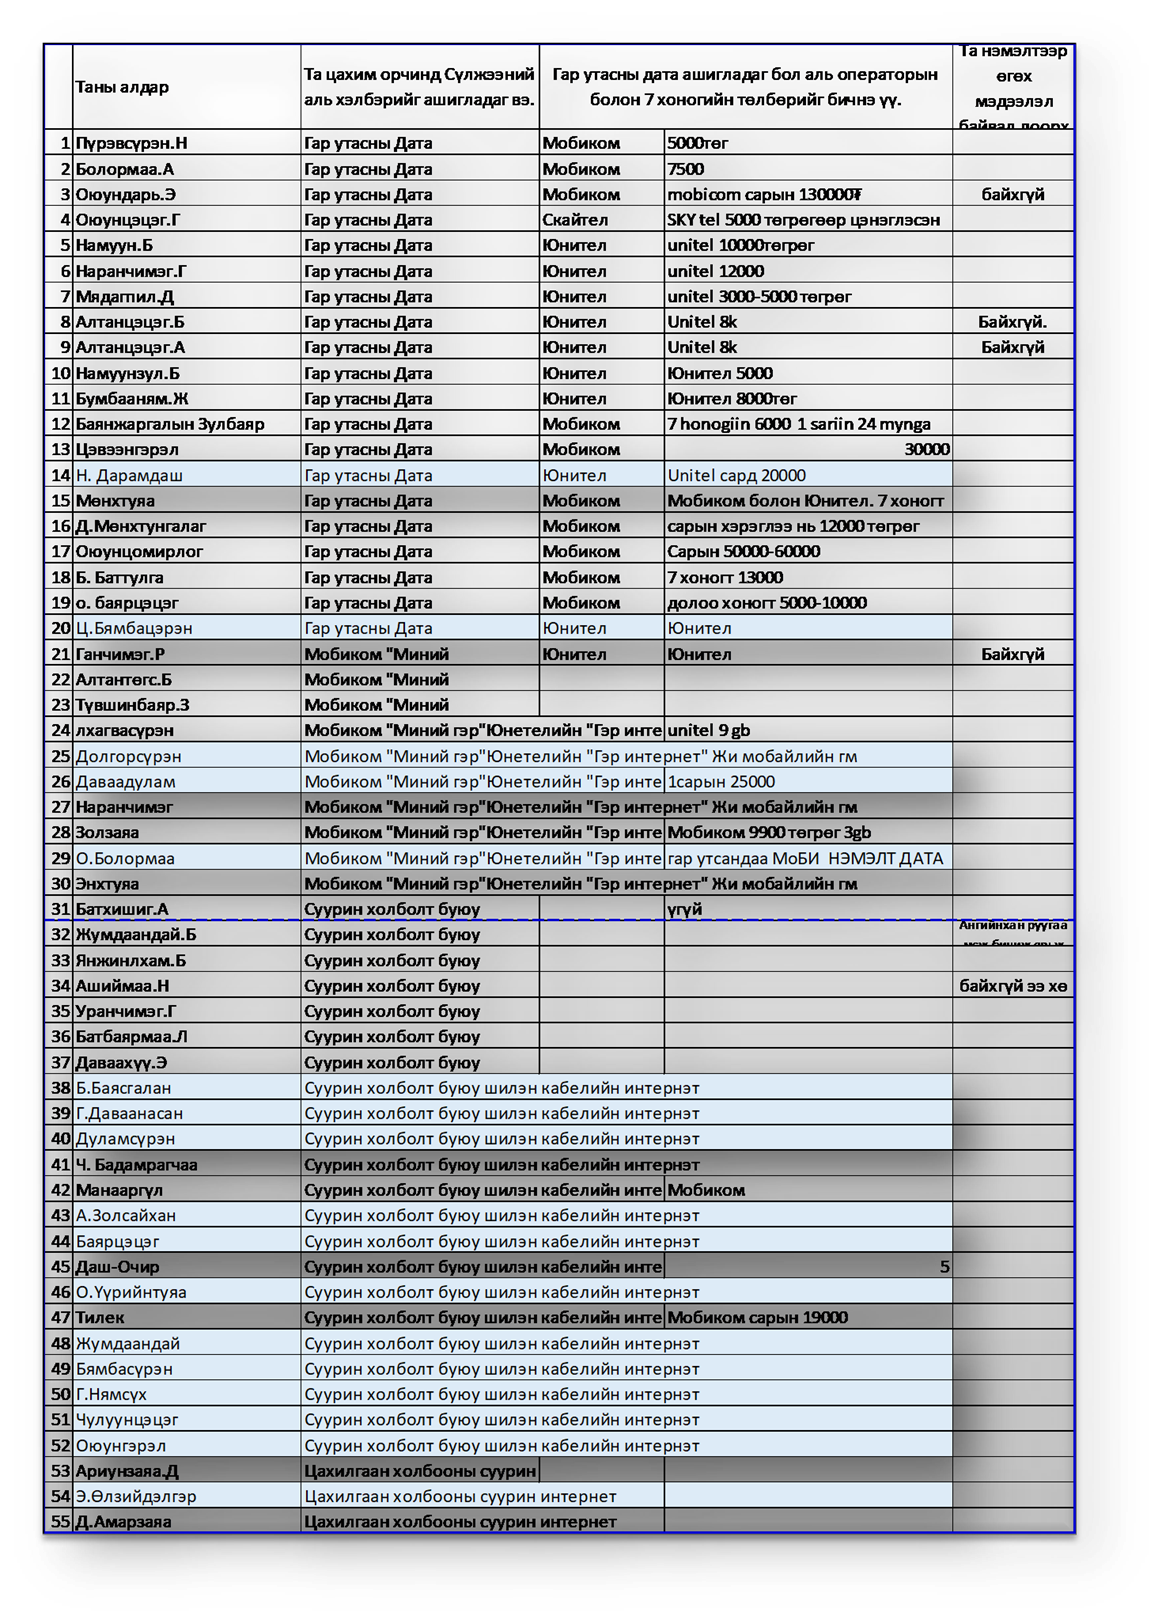 Таны алдар
Та цахим орчинд Сүлжээний
аль хэлбэрийг ашигладаг вэ.
Гар утасны дата ашигладаг бол аль операторын
болон 7 хоногийн төлбөрийг бичнэ үү.
Та нэмэлтээр
өгөх
мэдээлэл
байвал доорх
1 Пүрэвсүрэн.Н Гар утасны Дата Мобиком 5000төг
2 Болормаа.А Гар утасны Дата Мобиком 7500
3 Оюундарь.Э Гар утасны Дата Мобиком mobicom сарын 130000₮ байхгүй
4 Оюунцэцэг.Г Гар утасны Дата Скайтел SKY tel 5000 төгрөгөөр цэнэглэсэн
5 Намуун.Б Гар утасны Дата Юнител unitel 10000төгрөг
6 Наранчимэг.Г Гар утасны Дата Юнител unitel 12000
7 Мядагпил.Д Гар утасны Дата Юнител unitel 3000-5000 төгрөг
8 Алтанцэцэг.Б Гар утасны Дата Юнител Unitel 8k Байхгүй.
9 Алтанцэцэг.А Гар утасны Дата Юнител Unitel 8k Байхгүй
10 Намуунзул.Б Гар утасны Дата Юнител Юнител 5000
11 Бумбааням.Ж Гар утасны Дата Юнител Юнител 8000төг
12 Баянжаргалын Зулбаяр Гар утасны Дата Мобиком 7 honogiin 6000 1 sariin 24 mynga
13 Цэвээнгэрэл Гар утасны Дата Мобиком 30000
14 Н. Дарамдаш Гар утасны Дата Юнител Unitel сард 20000
15 Мөнхтуяа Гар утасны Дата Мобиком Мобиком болон Юнител. 7 хоногт
16 Д.Мөнхтунгалаг Гар утасны Дата Мобиком сарын хэрэглээ нь 12000 төгрөг
17 Оюунцомирлог Гар утасны Дата Мобиком Сарын 50000-60000
18 Б. Баттулга Гар утасны Дата Мобиком 7 хоногт 13000
19 о. баярцэцэг Гар утасны Дата Мобиком долоо хоногт 5000-10000
20 Ц.Бямбацэрэн Гар утасны Дата Юнител Юнител
21 Ганчимэг.Р Мобиком "Миний Юнител Юнител Байхгүй
22 Алтантөгс.Б Мобиком "Миний
23 Түвшинбаяр.З Мобиком "Миний
24 лхагвасүрэн Мобиком "Миний гэр"Юнетелийн "Гэр инте unitel 9 gb
25 Долгорсүрэн Мобиком "Миний гэр"Юнетелийн "Гэр интернет" Жи мобайлийн гм
26 Даваадулам Мобиком "Миний гэр"Юнетелийн "Гэр инте 1сарын 25000
27 Наранчимэг Мобиком "Миний гэр"Юнетелийн "Гэр интернет" Жи мобайлийн гм
28 Золзаяа Мобиком "Миний гэр"Юнетелийн "Гэр инте Мобиком 9900 төгрөг 3gb
29 О.Болормаа Мобиком "Миний гэр"Юнетелийн "Гэр инте гар утсандаа МоБИ НЭМЭЛТ ДАТА
30 Энхтуяа Мобиком "Миний гэр"Юнетелийн "Гэр интернет" Жи мобайлийн гм
31 Батхишиг.А Суурин холболт буюу үгүй
32 Жумдаандай.Б Суурин холболт буюу Ангийнхан руугаа
33 Янжинлхам.Б Суурин холболт буюу
34 Ашиймаа.Н Суурин холболт буюу байхгүй ээ хө
35 Уранчимэг.Г Суурин холболт буюу
36 Батбаярмаа.Л Суурин холболт буюу
37 Даваахүү.Э Суурин холболт буюу
38 Б.Баясгалан Суурин холболт буюу шилэн кабелийн интернэт
39 Г.Даваанасан Суурин холболт буюу шилэн кабелийн интернэт
40 Дуламсүрэн Суурин холболт буюу шилэн кабелийн интернэт
41 Ч. Бадамрагчаа Суурин холболт буюу шилэн кабелийн интернэт
42 Манааргүл Суурин холболт буюу шилэн кабелийн инте Мобиком
43 А.Золсайхан Суурин холболт буюу шилэн кабелийн интернэт
44 Баярцэцэг Суурин холболт буюу шилэн кабелийн интернэт
45 Даш-Очир Суурин холболт буюу шилэн кабелийн инте 5
46 О.Үүрийнтуяа Суурин холболт буюу шилэн кабелийн интернэт
47 Тилек Суурин холболт буюу шилэн кабелийн инте Мобиком сарын 19000
48 Жумдаандай Суурин холболт буюу шилэн кабелийн интернэт
49 Бямбасүрэн Суурин холболт буюу шилэн кабелийн интернэт
50 Г.Нямсүх Суурин холболт буюу шилэн кабелийн интернэт
51 Чулуунцэцэг Суурин холболт буюу шилэн кабелийн интернэт
52 Оюунгэрэл Суурин холболт буюу шилэн кабелийн интернэт
53 Ариунзаяа.Д Цахилгаан холбооны суурин
54 Э.Өлзийдэлгэр Цахилгаан холбооны суурин интернет
55 Д.Амарзаяа Цахилгаан холбооны суурин интернет